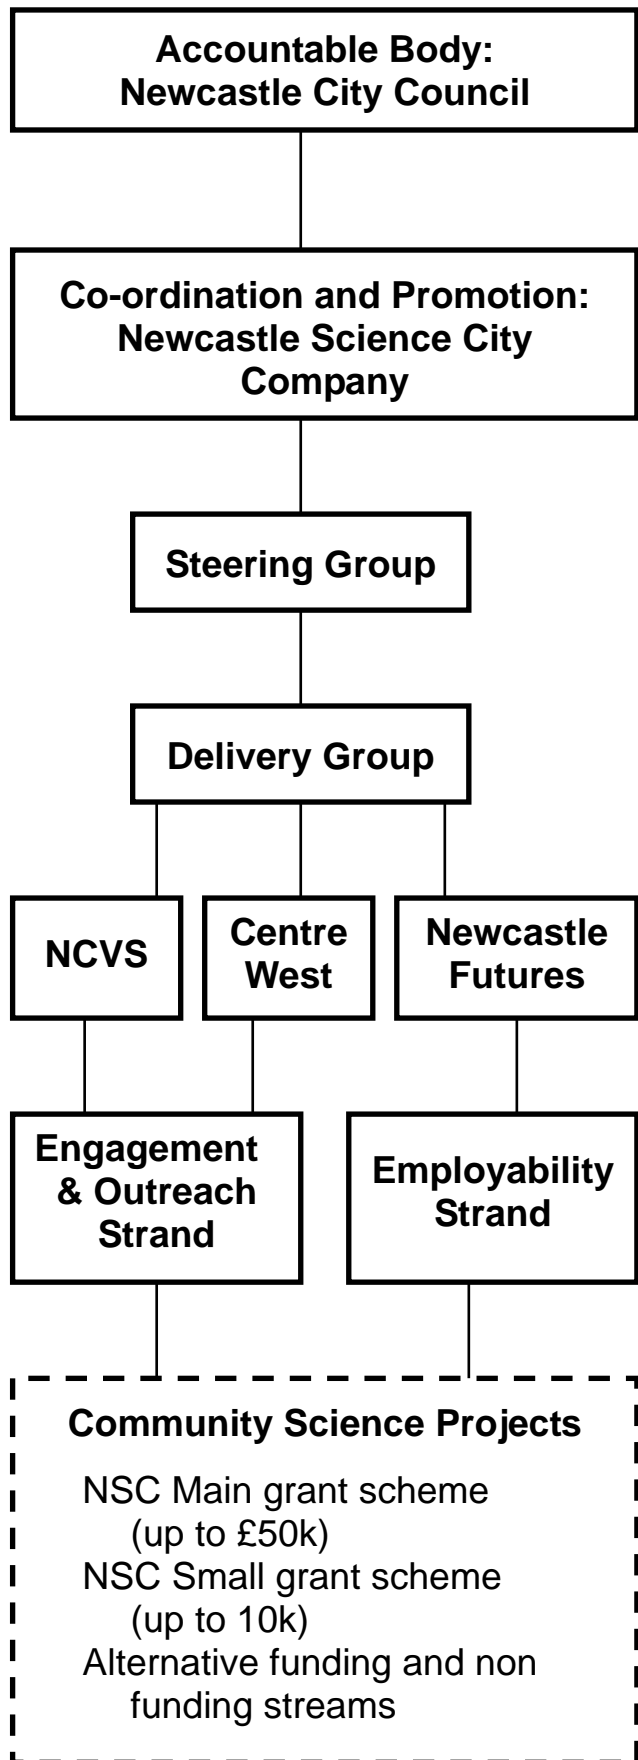 Accountable Body:
Newcastle City Council
Co-ordination and Promotion:
Newcastle Science City
Company
Steering Group
Delivery Group
NCVS
Centre
West
Newcastle
Futures
Engagement
& Outreach
Strand
Employability
Strand
Community Science Projects
NSC Main grant scheme
(up to £50k)
NSC Small grant scheme
(up to 10k)
Alternative funding and non
funding streams